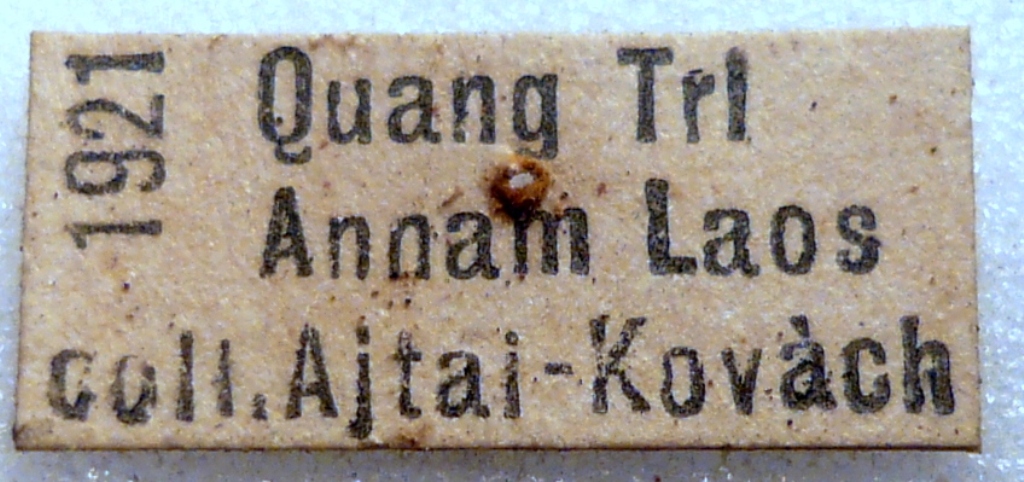 1921
Quang Tri
Annam Laos
coll. Ajtai-Kovàch